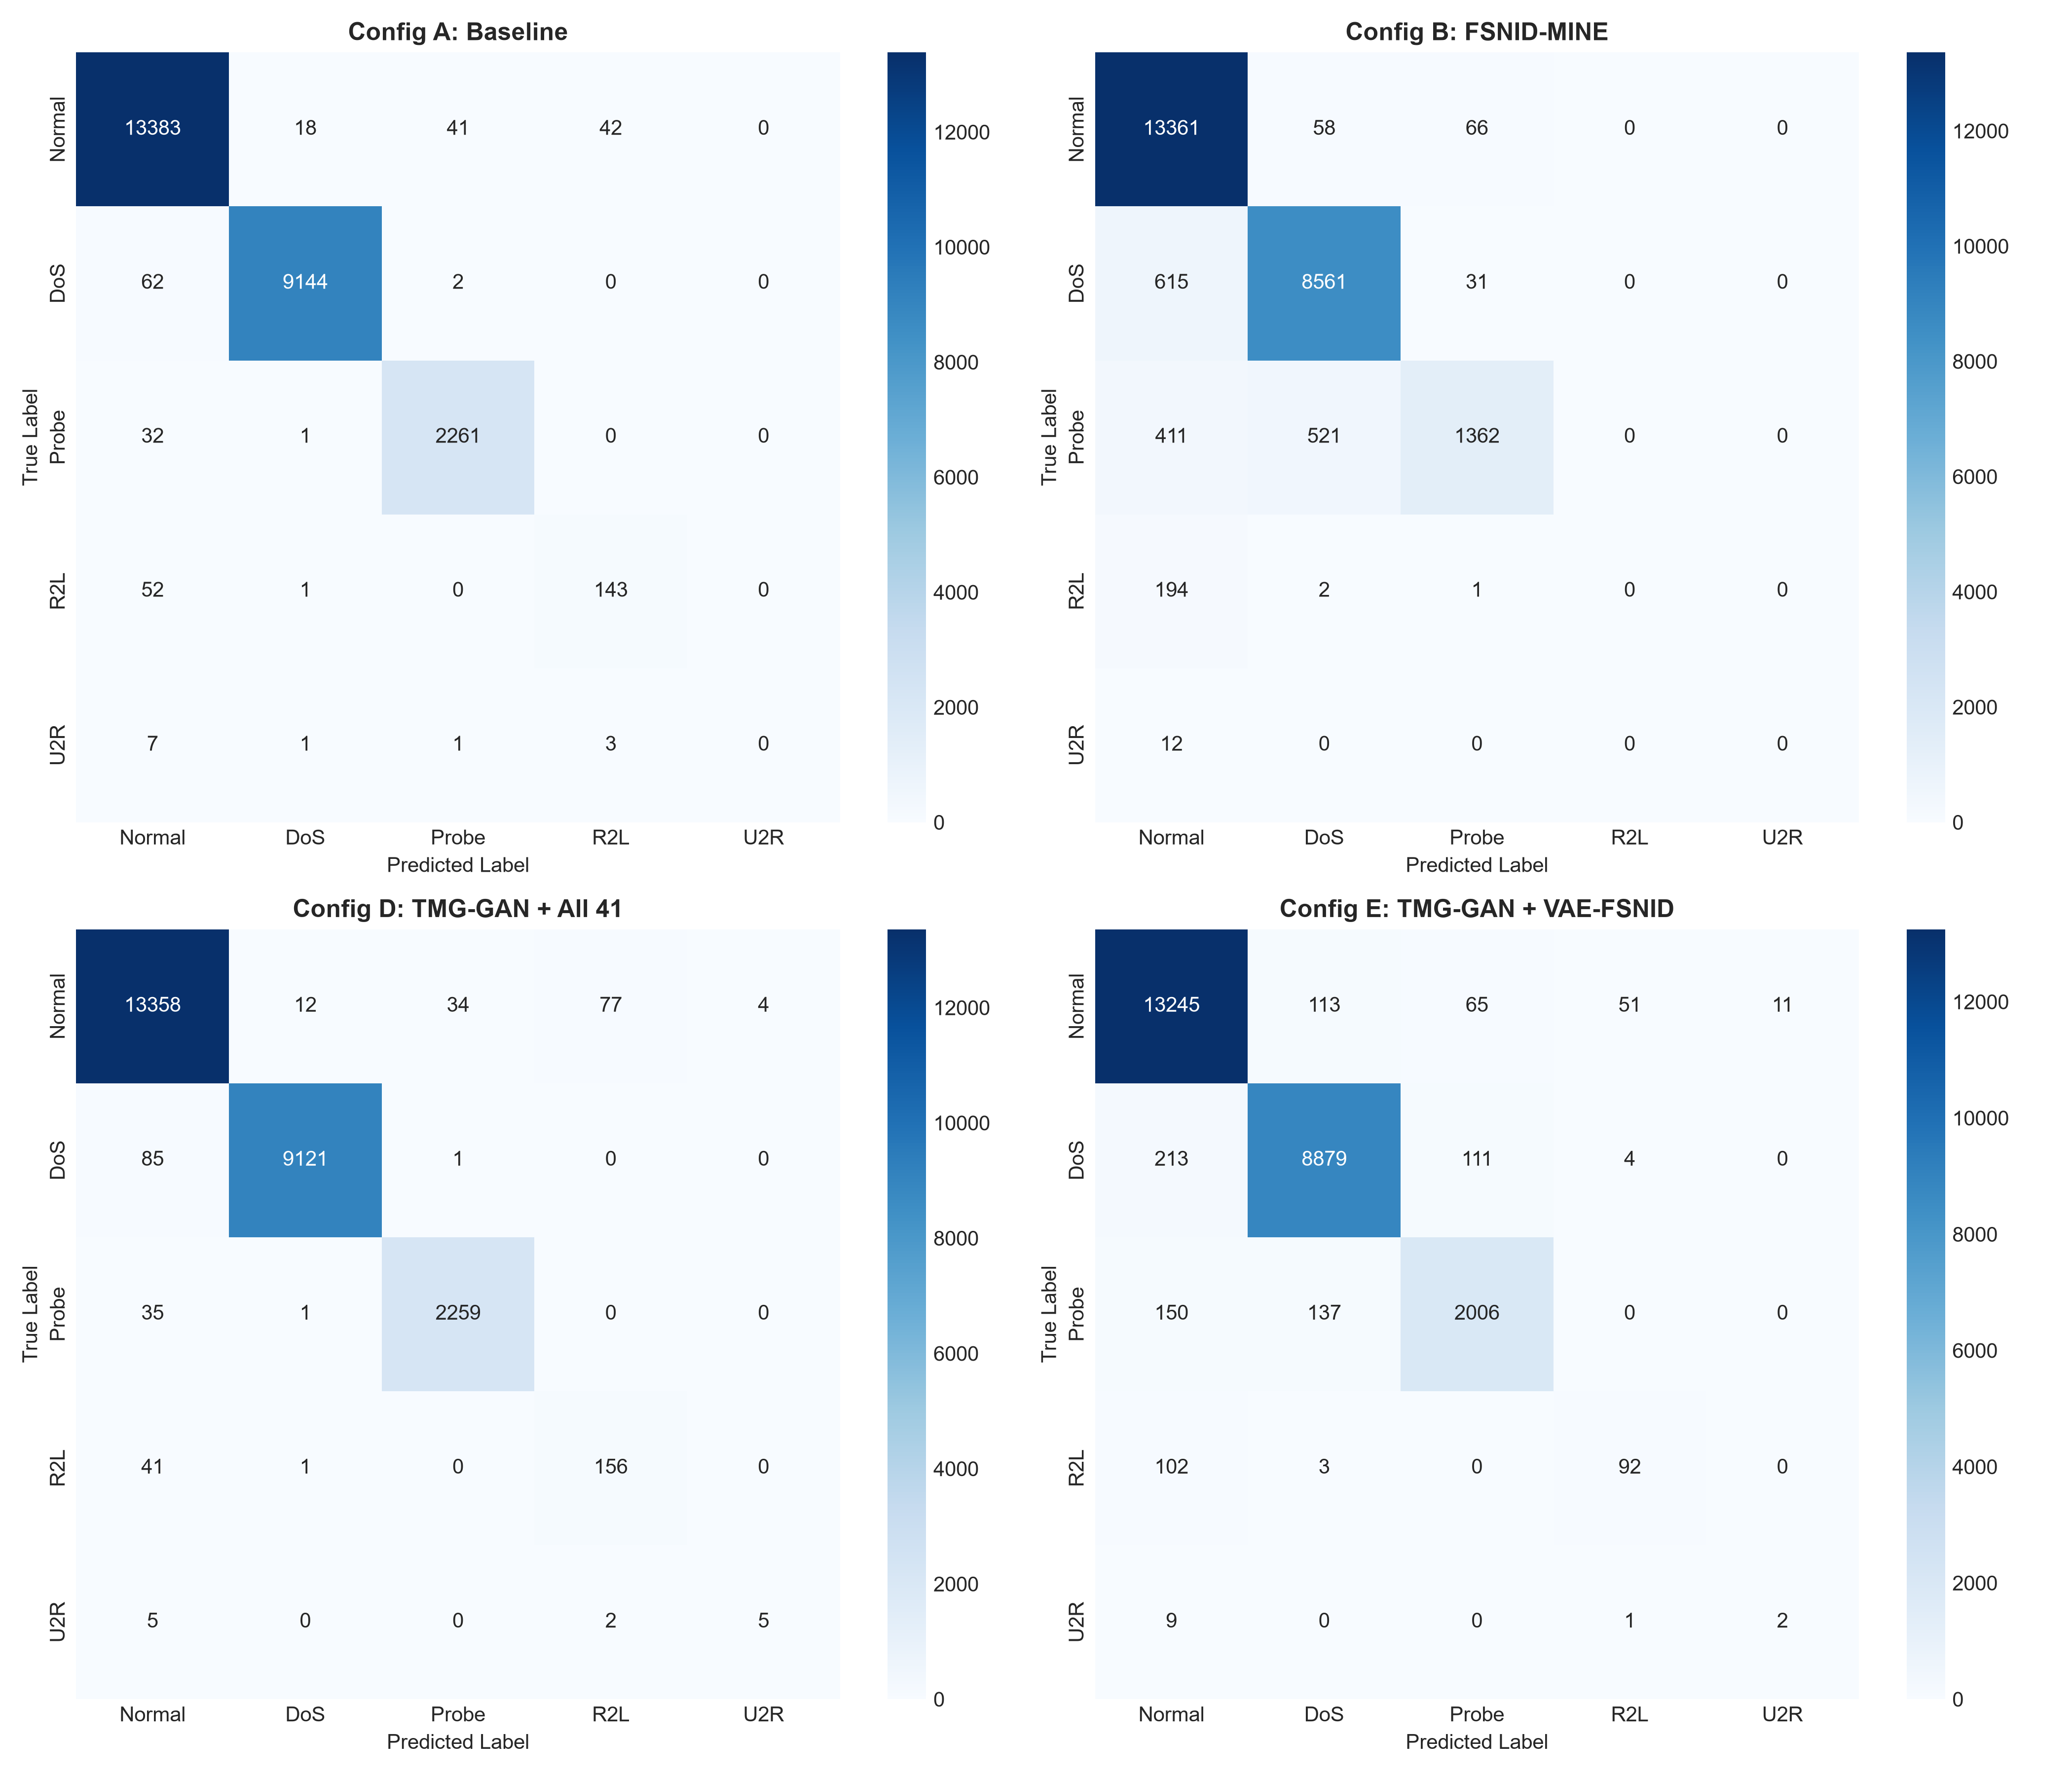 Config A: Baseline
Normal 13383 18 41 42 0
DoS 62 9144 2 0 0
Probe 32 1 2261 0 0
R2L 52 1 0 143 0
U2R 7 1 1 3 0
True Label
Normal DoS Probe R2L U2R
Predicted Label
12000
10000
8000
6000
4000
2000
0
Config B: FSNID-MINE
Normal 13361 58 66 0 0
DoS 615 8561 31 0 0
Probe 411 521 1362 0 0
R2L 194 2 1 0 0
U2R 12 0 0 0 0
True Label
Normal DoS Probe R2L U2R
Predicted Label
12000
10000
8000
6000
4000
2000
0
Config D: TMG-GAN + All 41
Normal 13358 12 34 77 4
DoS 85 9121 1 0 0
Probe 35 1 2259 0 0
R2L 41 1 0 156 0
U2R 5 0 0 2 5
True Label
Normal DoS Probe R2L U2R
Predicted Label
12000
10000
8000
6000
4000
2000
0
Config E: TMG-GAN + VAE-FSNID
Normal 13245 113 65 51 11
DoS 213 8879 111 4 0
Probe 150 137 2006 0 0
R2L 102 3 0 92 0
U2R 9 0 0 1 2
True Label
Normal DoS Probe R2L U2R
Predicted Label
12000
10000
8000
6000
4000
2000
0